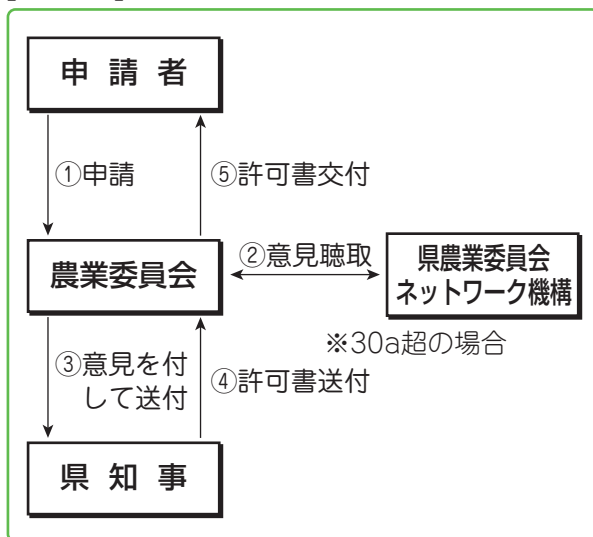 申請者
①申請
⑤許可書交付
農業委員会
②意見聴取
県農業委員会
ネットワーク機構
※30a超の場合
③意見を付
して送付
④許可書送付
県知事